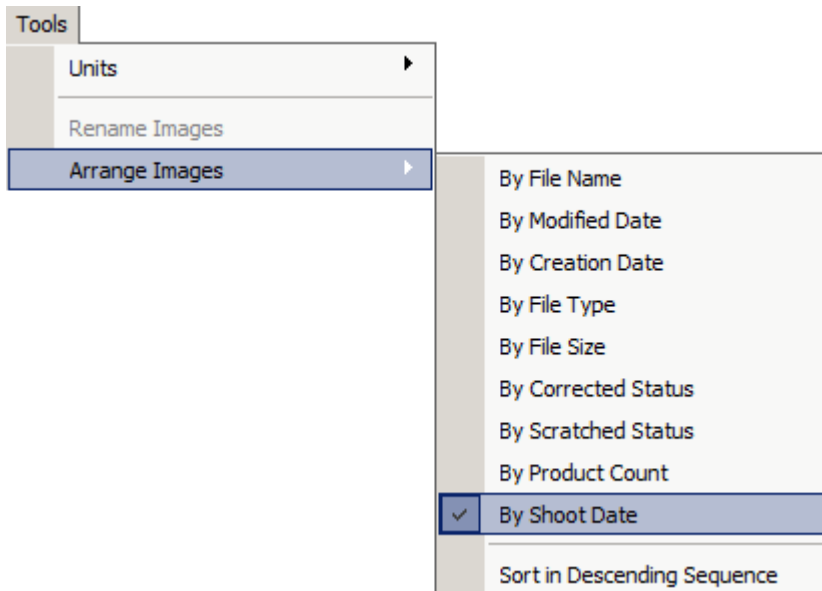 Tools
Units
Rename Images
Arrange Images
By File Name
By Modified Date
By Creation Date
By File Type
By File Size
By Corrected Status
By Scratched Status
By Product Count
By Shoot Date
Sort in Descending Sequence